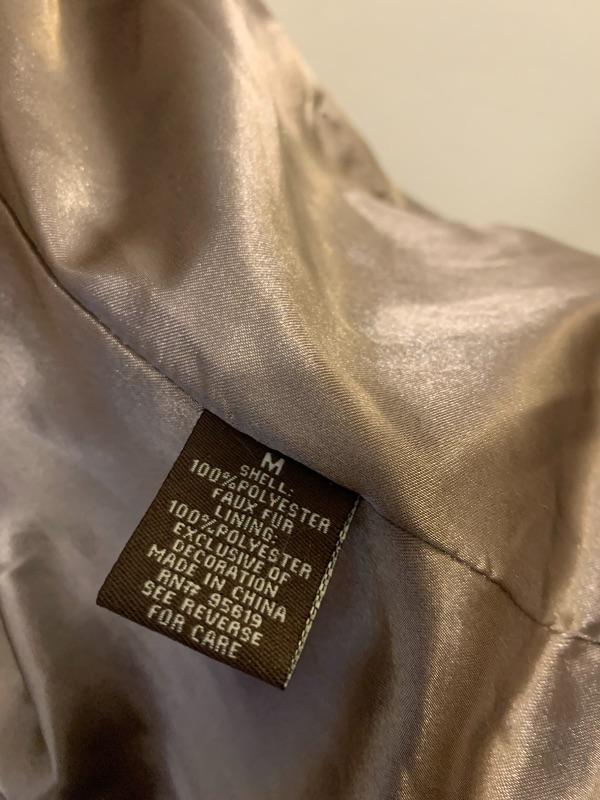 M
SHELL:
100%POLYESTER
FAUX FUR
LINING:
100%POLYESTER
EXCLUSIVE OF
DECORATION
MADE IN CHINA
RN# 95619
SEE REVERSE
FOR CARE